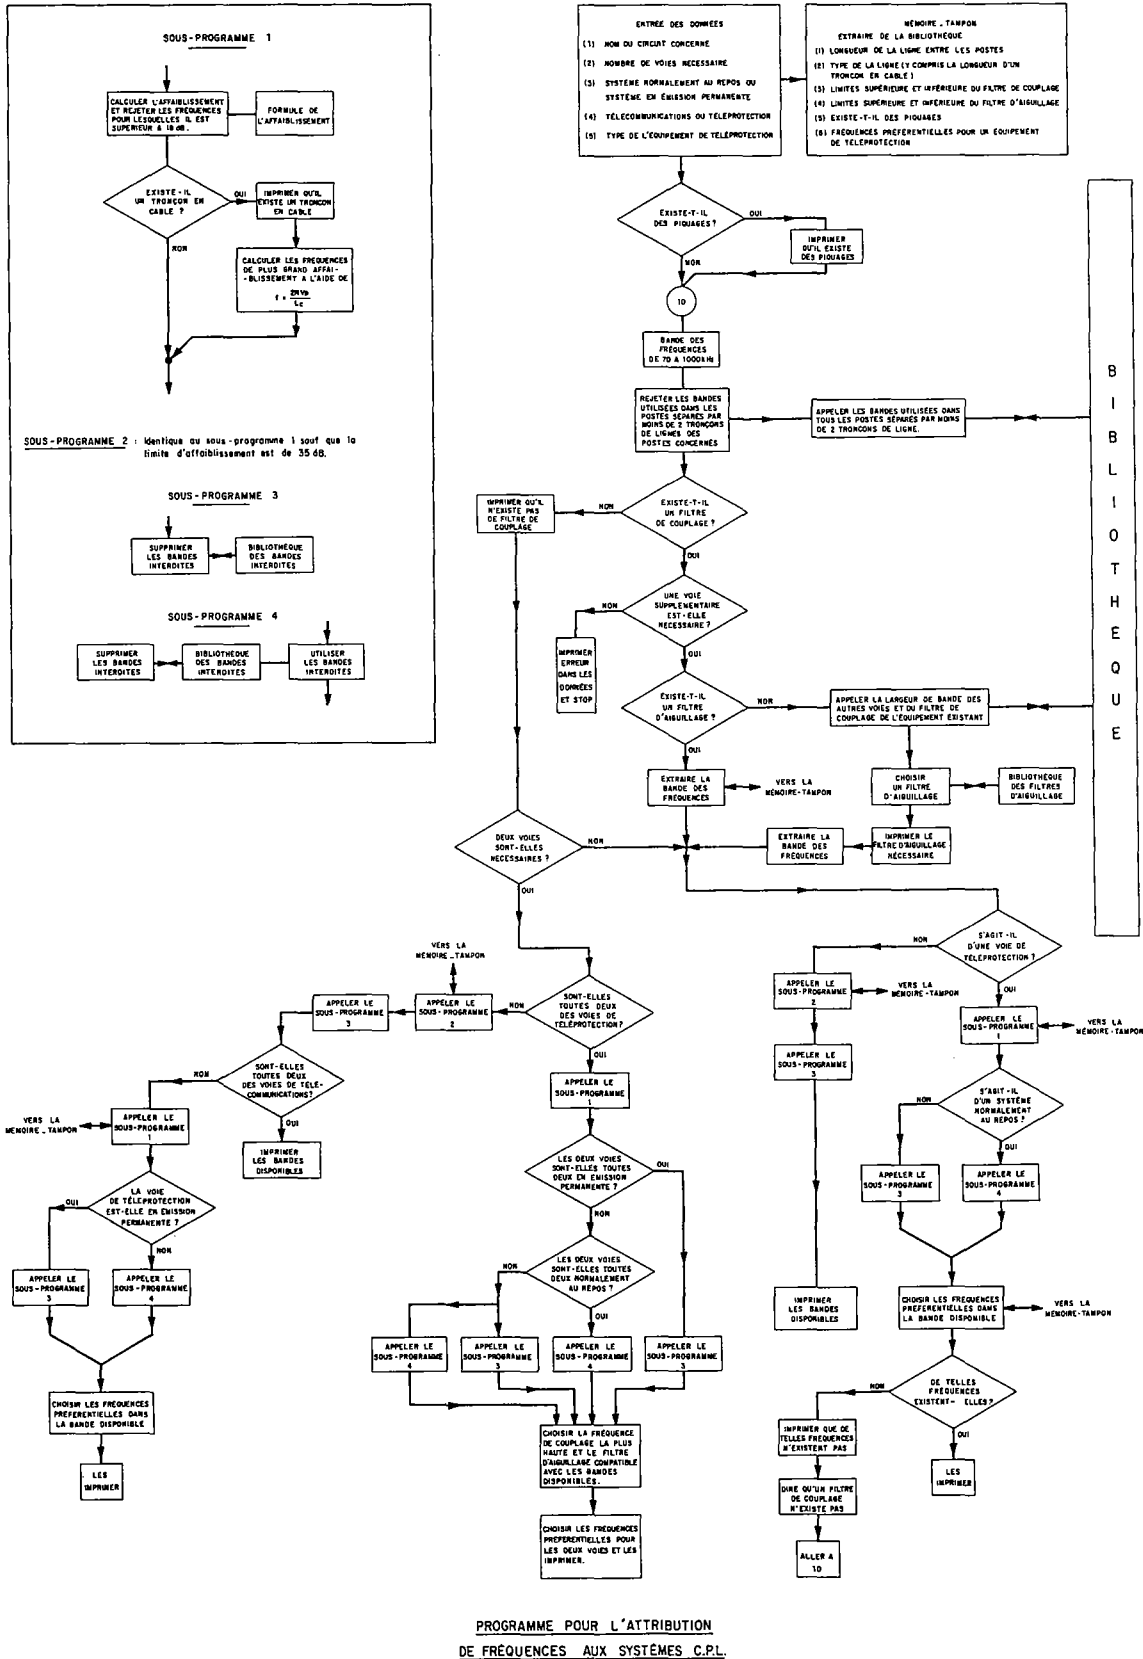 SOUS-PROGRAMME 1
CALCULER L'AFFAIBLISSEMENT
ET REJETER LES FRÉQUENCES
POUR LESQUELLES IL EST
SUPERIEUR A 18 dB.
FORMULE DE
L'AFFAIBLISSEMENT
EXISTE-IL
UN TRONÇON EN
CABLE ?
OUI
IMPRIMER QU'IL
EXISTE UN TRONCON
EN CABLE
NON
CALCULER LES FRÉQUENCES
DE PLUS GRAND AFFAI-
-BLISSEMENT A L'AIDE DE
SOUS-PROGRAMME 2 : Identique au sous-programme 1 sauf que la
limite d'affaiblissement est de 35 dB.
SOUS-PROGRAMME 3
SUPPRIMER
LES BANDES
INTERDITES
BIBLIOTHÈQUE
DES BANDES
INTERDITES
SOUS-PROGRAMME 4
SUPPRIMER
LES BANDES
INTERDITES
BIBLIOTHÈQUE
DES BANDES
INTERDITES
UTILISER
LES BANDES
INTERDITES
ENTRÉE DES DONNÉES
(1) NOM DU CIRCUIT CONCERNÉ
(2) NOMBRE DE VOIES NECESSAIRE
(3) SYSTÈME NORMALEMENT AU REPOS OU
SYSTÈME EN ÉMISSION PERMANENTE
(4) TÉLÉCOMMUNICATIONS OU TÉLÉPROTECTION
(5) TYPE DE L'ÉQUIPEMENT DE TÉLÉPROTECTION
MÉMOIRE-TAMPON
EXTRAIRE DE LA BIBLIOTHÈQUE
(1) LONGUEUR DE LA LIGNE ENTRE LES POSTES
(2) TYPE DE LA LIGNE (Y COMPRIS LA LONGUEUR D'UN
TRONÇON EN CABLE)
(3) LIMITES SUPÉRIEURE ET INFÉRIEURE DU FILTRE DE COUPLAGE
(4) LIMITES SUPÉRIEURE ET INFÉRIEURE DU FILTRE D'AIGUILLAGE
(5) EXISTE-T-IL DES PIQUAGES
(6) FRÉQUENCES PRÉFÉRENTIELLES POUR UN ÉQUIPEMENT
DE TÉLÉPROTECTION
EXISTE-T-IL
DES PIQUAGES ?
OUI
IMPRIMER
QU'IL EXISTE
DES PIQUAGES
NON
10
BANDE DES
FRÉQUENCES
DE 70 A 1000kHz
REJETER LES BANDES
UTILISÉES DANS LES
POSTES SÉPARÉS PAR
MOINS DE 2 TRONÇONS
DE LIGNES DES
POSTES CONCERNÉS
APPELER LES BANDES UTILISÉES DANS
TOUS LES POSTES SÉPARÉS PAR MOINS
DE 2 TRONÇONS DE LIGNE.
BIBLIOTHEQUE
EXISTE-T-IL
UN FILTRE
DE COUPLAGE ?
NON
IMPRIMER QU'IL
N'EXISTE PAS
DE FILTRE DE
COUPLAGE
OUI
UNE VOIE
SUPPLÉMENTAIRE
EST-ELLE
NÉCESSAIRE ?
NON
IMPRIMER
ERREUR
DANS LES
DONNÉES
ET STOP
OUI
EXISTE-T-IL
UN FILTRE
D'AIGUILLAGE ?
NON
APPELER LA LARGEUR DE BANDE DES
AUTRES VOIES ET DU FILTRE DE
COUPLAGE DE L'ÉQUIPEMENT EXISTANT
OUI
EXTRAIRE LA
BANDE DES
FRÉQUENCES
VERS LA
MÉMOIRE-TAMPON
CHOISIR
UN FILTRE
D'AIGUILLAGE
BIBLIOTHÈQUE
DES FILTRES
D'AIGUILLAGE
DEUX VOIES
SONT-ELLES
NÉCESSAIRES ?
NON
EXTRAIRE LA
BANDE DES
FRÉQUENCES
IMPRIMER LE
FILTRE D'AIGUILLAGE
NÉCESSAIRE
OUI
S'AGIT-IL
D'UNE VOIE DE
TÉLÉPROTECTION ?
NON
APPELER LE
SOUS-PROGRAMME
2
VERS LA
MÉMOIRE-TAMPON
OUI
APPELER LE
SOUS-PROGRAMME
1
VERS LA
MÉMOIRE-TAMPON
VERS LA
MÉMOIRE-TAMPON
SONT-ELLES
TOUTES DEUX
DES VOIES DE
TÉLÉPROTECTION ?
NON
APPELER LE
SOUS-PROGRAMME
2
APPELER LE
SOUS-PROGRAMME
3
OUI
SONT-ELLES
TOUTES DEUX
DES VOIES DE TÉLÉ-
COMMUNICATIONS ?
NON
OUI
IMPRIMER
LES BANDES
DISPONIBLES
VERS LA
MÉMOIRE-TAMPON
APPELER LE
SOUS-PROGRAMME
1
LA VOIE
DE TÉLÉPROTECTION
EST-ELLE EN ÉMISSION
PERMANENTE ?
OUI
NON
APPELER LE
SOUS-PROGRAMME
3
APPELER LE
SOUS-PROGRAMME
4
CHOISIR LES FRÉQUENCES
PRÉFÉRENTIELLES DANS
LA BANDE DISPONIBLE
LES
IMPRIMER
APPELER LE
SOUS-PROGRAMME
1
LES DEUX VOIES
SONT-ELLES TOUTES
DEUX EN ÉMISSION
PERMANENTE ?
OUI
NON
LES DEUX VOIES
SONT-ELLES TOUTES
DEUX NORMALEMENT
AU REPOS ?
NON
OUI
APPELER LE
SOUS-PROGRAMME
4
APPELER LE
SOUS-PROGRAMME
3
APPELER LE
SOUS-PROGRAMME
4
APPELER LE
SOUS-PROGRAMME
3
CHOISIR LA FRÉQUENCE
DE COUPLAGE LA PLUS
HAUTE ET LE FILTRE
D'AIGUILLAGE COMPATIBLE
AVEC LES BANDES
DISPONIBLES.
CHOISIR LES FRÉQUENCES
PRÉFÉRENTIELLES POUR
LES DEUX VOIES ET LES
IMPRIMER.
APPELER LE
SOUS-PROGRAMME
3
IMPRIMER
LES BANDES
DISPONIBLES
S'AGIT-IL
D'UN SYSTÈME
NORMALEMENT
AU REPOS ?
NON
OUI
APPELER LE
SOUS-PROGRAMME
3
APPELER LE
SOUS-PROGRAMME
4
CHOISIR LES FRÉQUENCES
PRÉFÉRENTIELLES DANS
LA BANDE DISPONIBLE
VERS LA
MÉMOIRE-TAMPON
DE TELLES
FRÉQUENCES
EXISTENT-ELLES ?
NON
OUI
IMPRIMER QUE DE
TELLES FRÉQUENCES
N'EXISTENT PAS
LES
IMPRIMER
DIRE QU'UN FILTRE
DE COUPLAGE
N'EXISTE PAS
ALLER A
10
PROGRAMME POUR L'ATTRIBUTION
DE FRÉQUENCES AUX SYSTÈMES C.P.L.